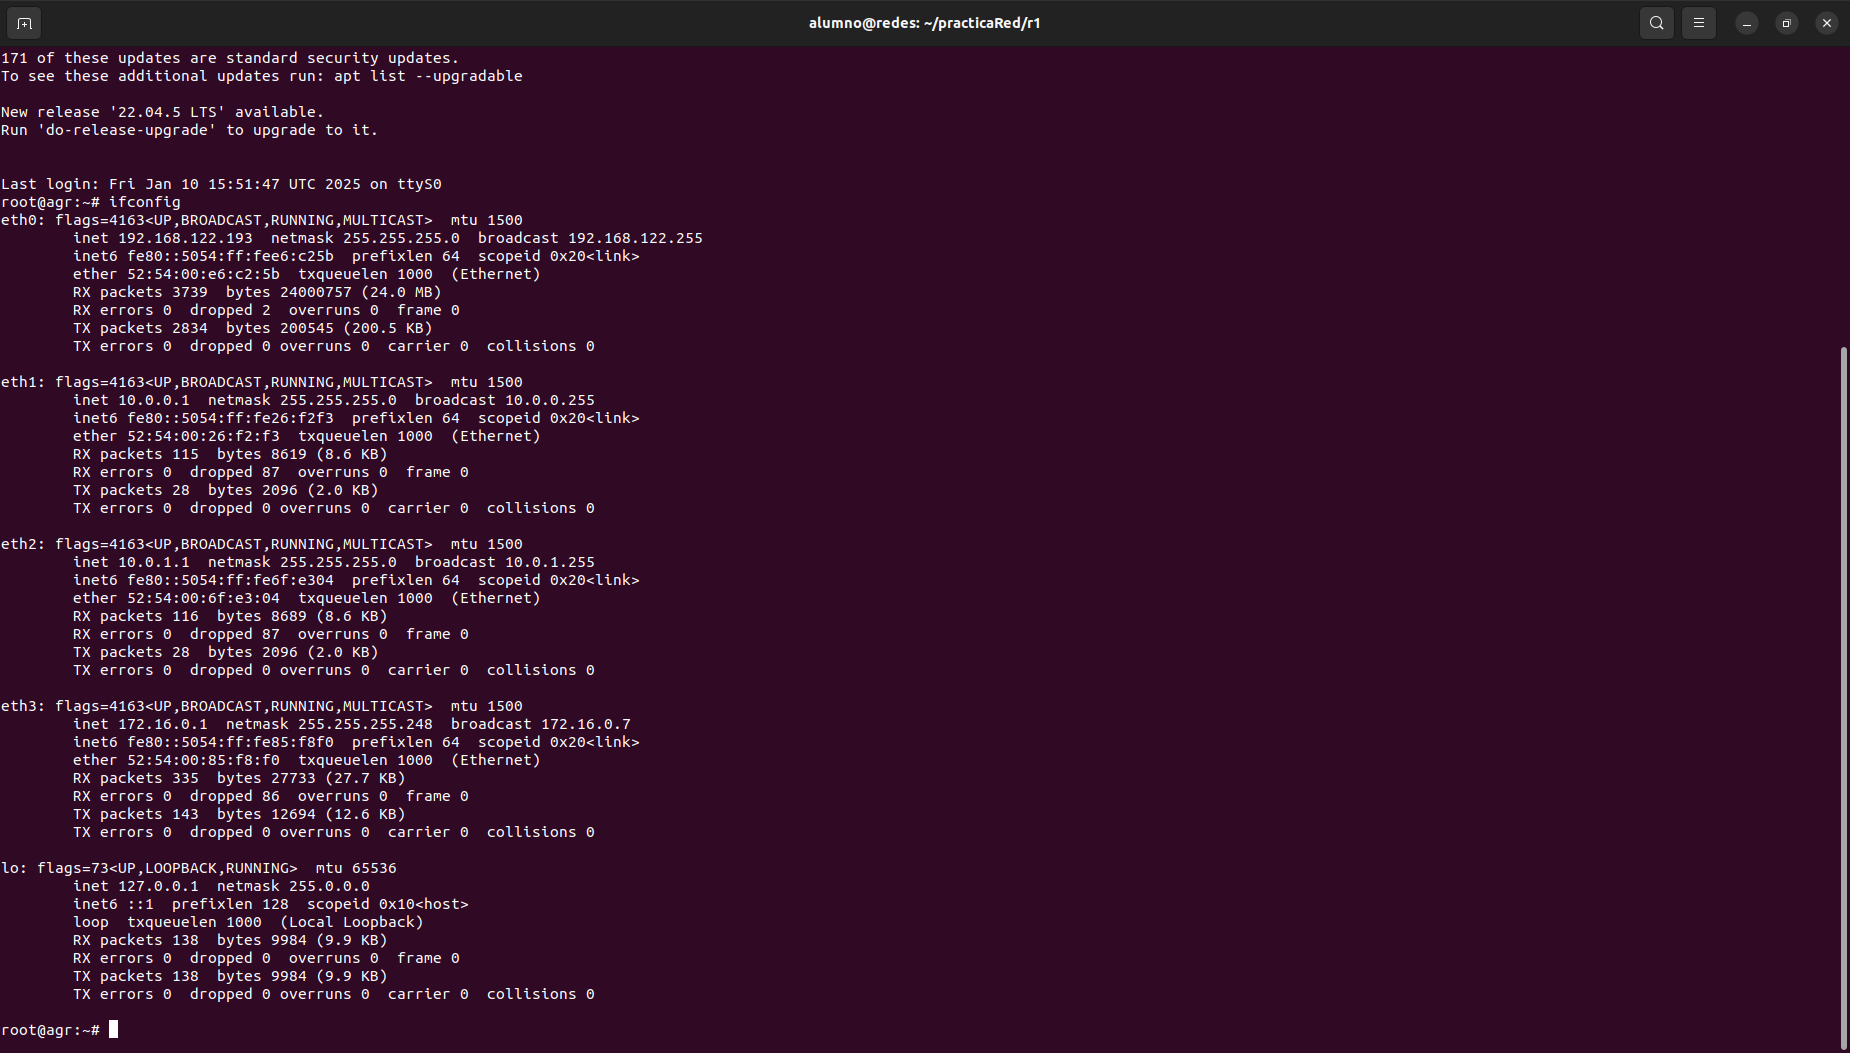 alumno@redes: ~/practicaRed/r1
171 of these updates are standard security updates.
To see these additional updates run: apt list --upgradable
New release '22.04.5 LTS' available.
Run 'do-release-upgrade' to upgrade to it.
Last login: Fri Jan 10 15:51:47 UTC 2025 on ttyS0
root@agr:~# ifconfig
eth0: flags=4163<UP,BROADCAST,RUNNING,MULTICAST>  mtu 1500
        inet 192.168.122.193  netmask 255.255.255.0  broadcast 192.168.122.255
        inet6 fe80::5054:ff:fee6:c25b  prefixlen 64  scopeid 0x20<link>
        ether 52:54:00:e6:c2:5b  txqueuelen 1000  (Ethernet)
        RX packets 3739  bytes 24000757 (24.0 MB)
        RX errors 0  dropped 2  overruns 0  frame 0
        TX packets 2834  bytes 200545 (200.5 KB)
        TX errors 0  dropped 0 overruns 0  carrier 0  collisions 0
eth1: flags=4163<UP,BROADCAST,RUNNING,MULTICAST>  mtu 1500
        inet 10.0.0.1  netmask 255.255.255.0  broadcast 10.0.0.255
        inet6 fe80::5054:ff:fe26:f2f3  prefixlen 64  scopeid 0x20<link>
        ether 52:54:00:26:f2:f3  txqueuelen 1000  (Ethernet)
        RX packets 115  bytes 8619 (8.6 KB)
        RX errors 0  dropped 87  overruns 0  frame 0
        TX packets 28  bytes 2096 (2.0 KB)
        TX errors 0  dropped 0 overruns 0  carrier 0  collisions 0
eth2: flags=4163<UP,BROADCAST,RUNNING,MULTICAST>  mtu 1500
        inet 10.0.1.1  netmask 255.255.255.0  broadcast 10.0.1.255
        inet6 fe80::5054:ff:fe6f:e304  prefixlen 64  scopeid 0x20<link>
        ether 52:54:00:6f:e3:04  txqueuelen 1000  (Ethernet)
        RX packets 116  bytes 8689 (8.6 KB)
        RX errors 0  dropped 87  overruns 0  frame 0
        TX packets 28  bytes 2096 (2.0 KB)
        TX errors 0  dropped 0 overruns 0  carrier 0  collisions 0
eth3: flags=4163<UP,BROADCAST,RUNNING,MULTICAST>  mtu 1500
        inet 172.16.0.1  netmask 255.255.255.248  broadcast 172.16.0.7
        inet6 fe80::5054:ff:fe85:f8f0  prefixlen 64  scopeid 0x20<link>
        ether 52:54:00:85:f8:f0  txqueuelen 1000  (Ethernet)
        RX packets 335  bytes 27733 (27.7 KB)
        RX errors 0  dropped 86  overruns 0  frame 0
        TX packets 143  bytes 12694 (12.6 KB)
        TX errors 0  dropped 0 overruns 0  carrier 0  collisions 0
lo: flags=73<UP,LOOPBACK,RUNNING>  mtu 65536
        inet 127.0.0.1  netmask 255.0.0.0
        inet6 ::1  prefixlen 128  scopeid 0x10<host>
        loop  txqueuelen 1000  (Local Loopback)
        RX packets 138  bytes 9984 (9.9 KB)
        RX errors 0  dropped 0  overruns 0  frame 0
        TX packets 138  bytes 9984 (9.9 KB)
        TX errors 0  dropped 0 overruns 0  carrier 0  collisions 0
root@agr:~#